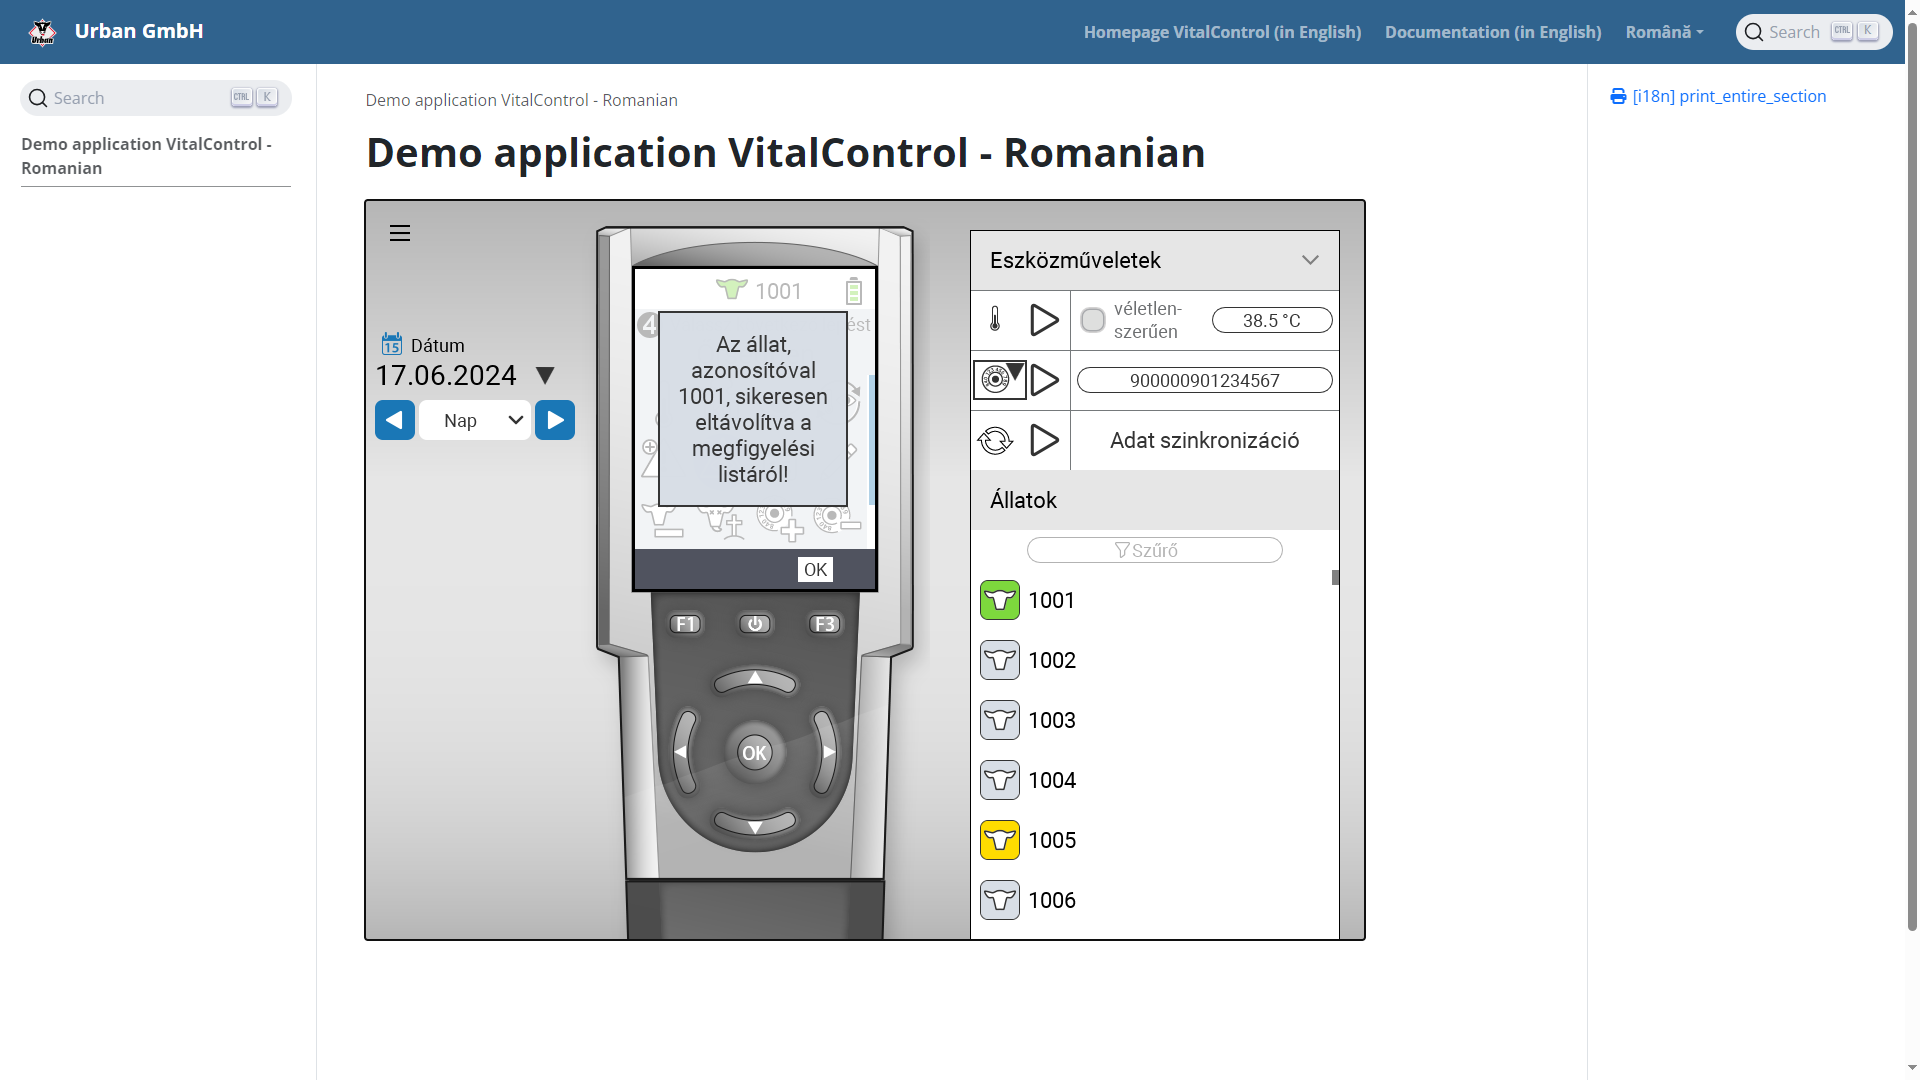 Urban GmbH
Homepage VitalControl (in English)
Documentation (in English)
Română
Search
CTRL
K
Search
CTRL
K
Demo application VitalControl -
Romanian
Demo application VitalControl - Romanian
[i18n] print_entire_section
Demo application VitalControl - Romanian
15
Dátum
17.06.2024
Nap
1001
4
ést
Az állat,
azonosítóval
1001, sikeresen
eltávolítva a
megfigyelési
listáról!
OK
F1
F3
OK
Eszközműveletek
véletlen-
szerűen
38.5 °C
900000901234567
Adat szinkronizáció
Állatok
Szűrő
1001
1002
1003
1004
1005
1006